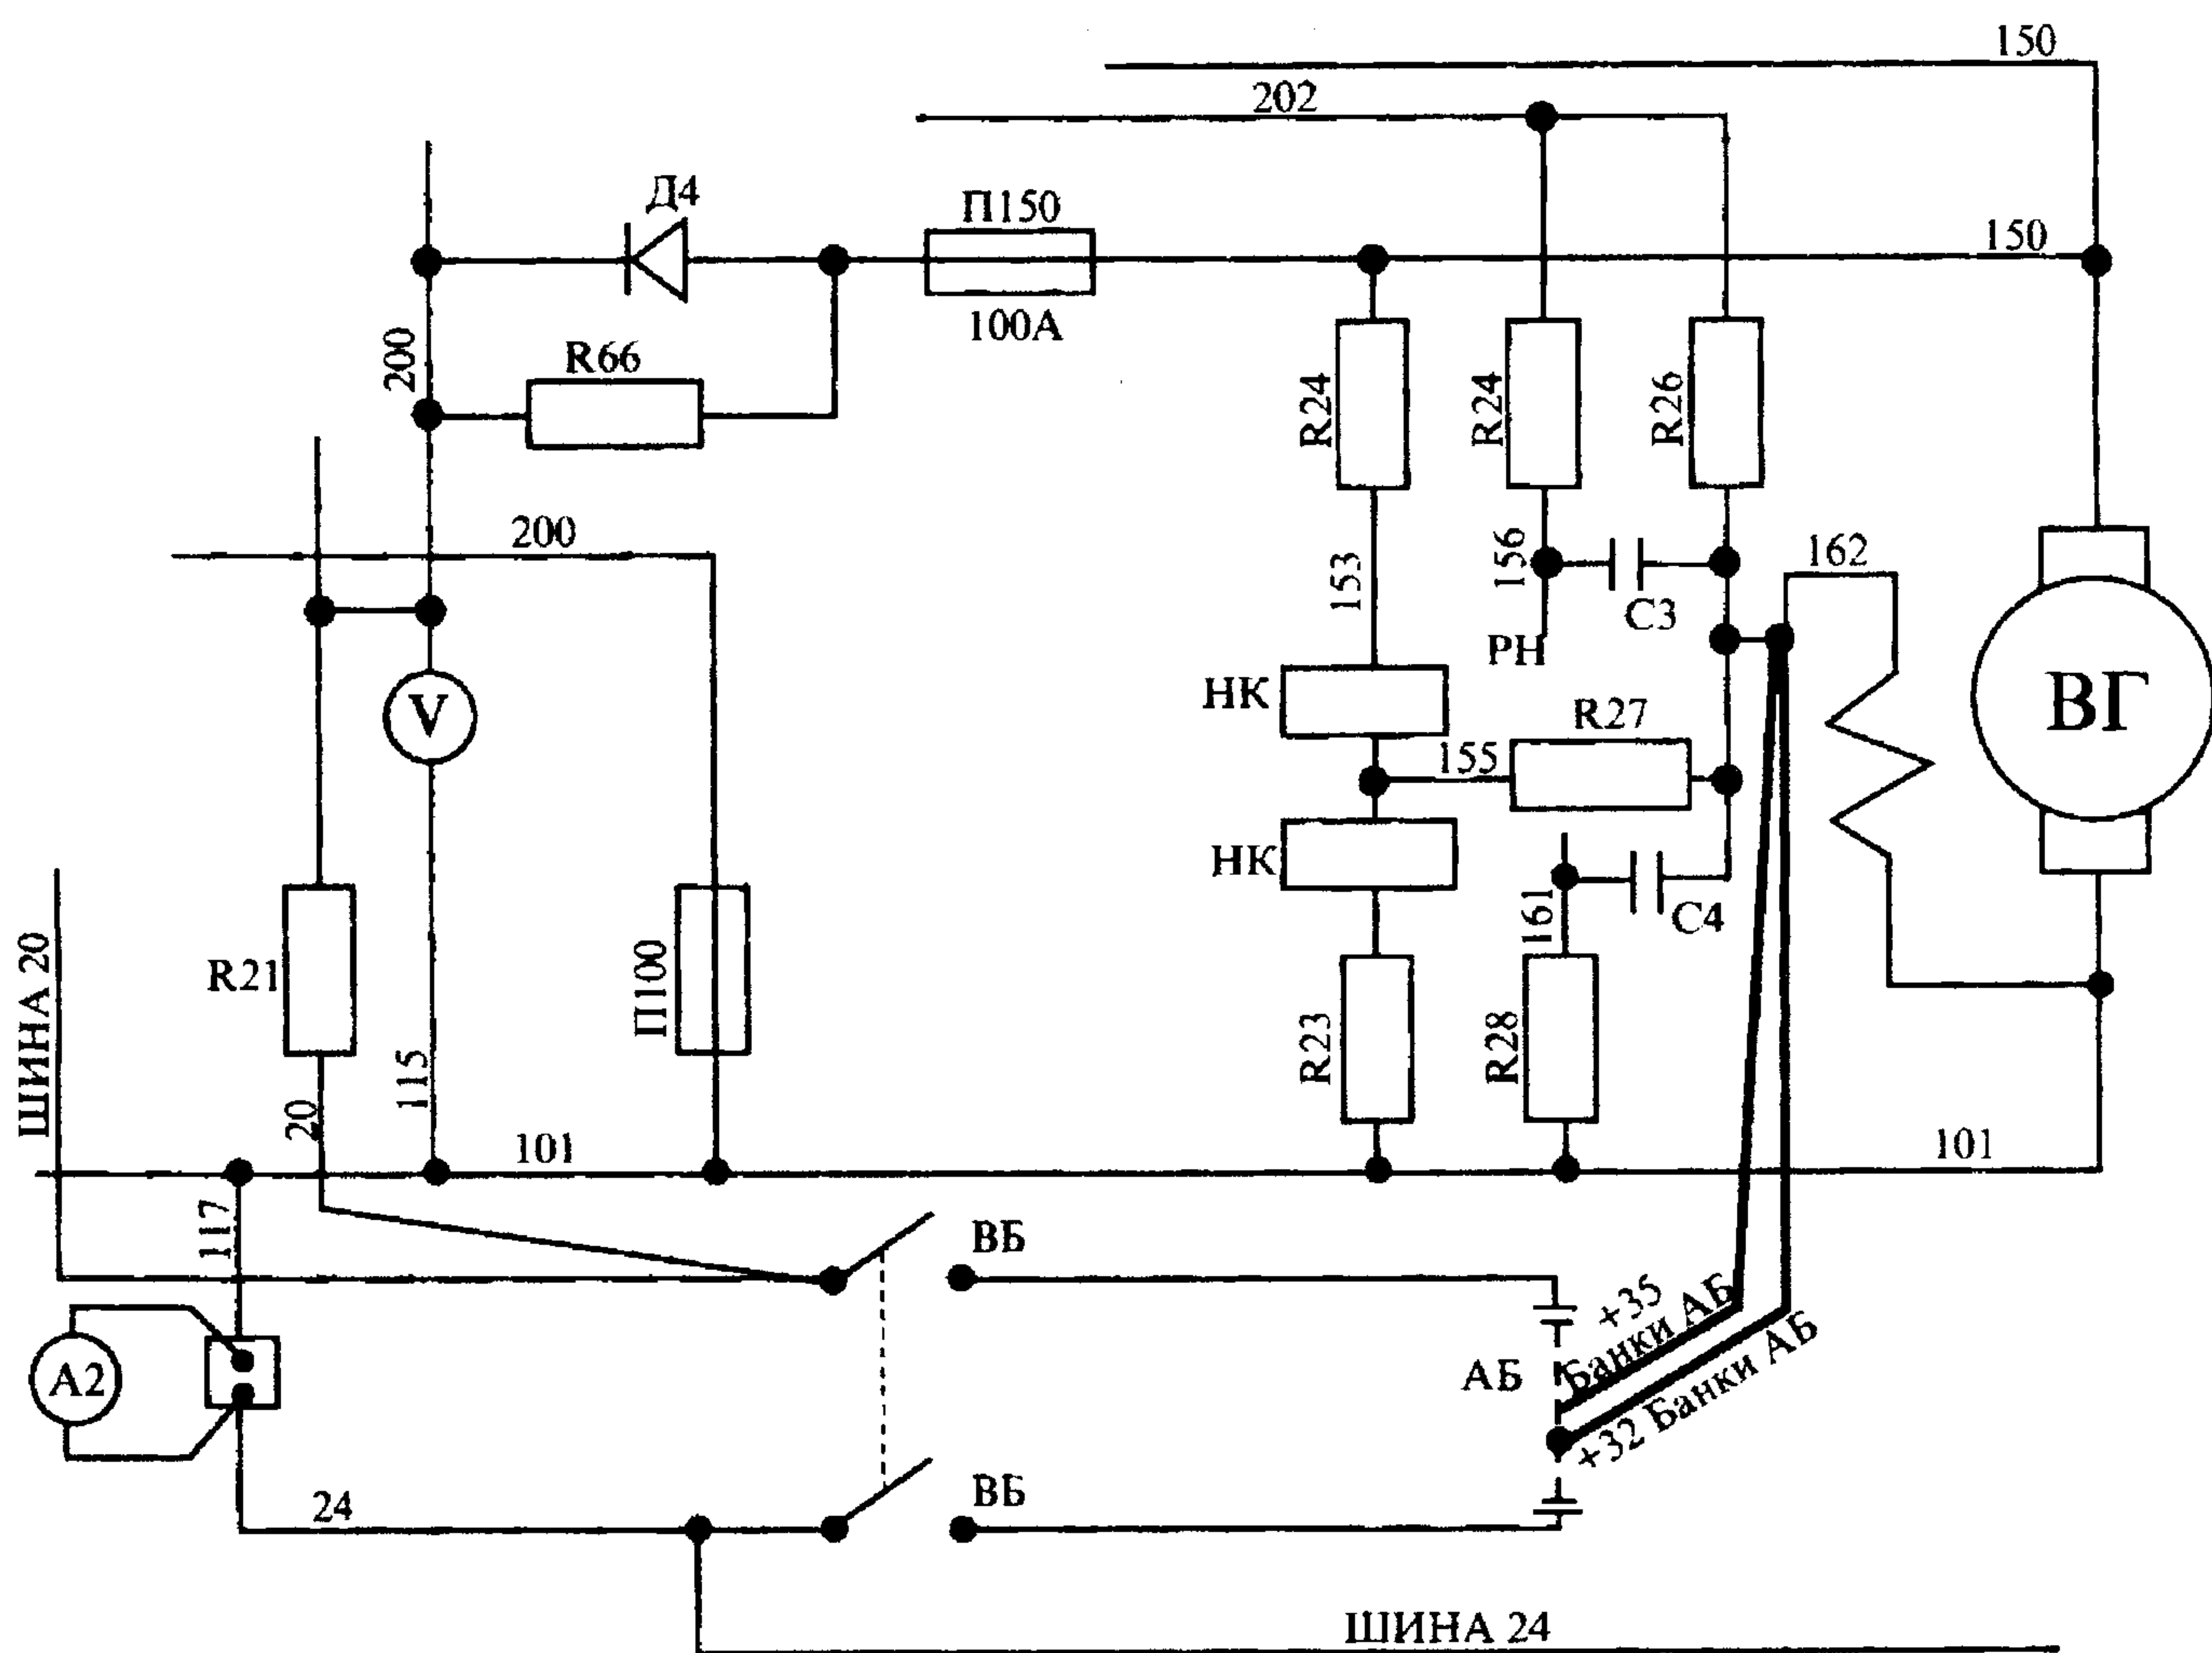 150
202
Д4
П150
150
100А
200
R66
R24
R24
R26
200
153
156
С3
162
РН
НК
V
ВГ
R27
155
НК
161
С4
ШИНА 20
R21
П100
R23
R28
20
115
101
101
117
ВБ
+35
Банки АБ
А2
АБ
+32 Банки АБ
24
ВБ
ШИНА 24